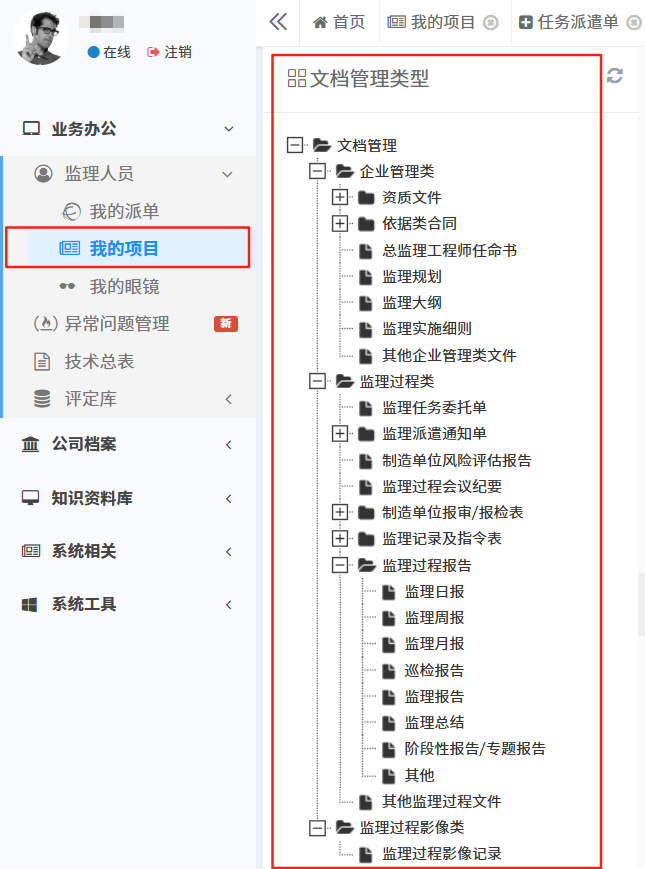 在线 注销
首页 我的项目 任务派遣单
文档管理类型
业务办公
监理人员
我的派单
我的项目
我的眼镜
异常问题管理 新
技术总表
评定库
公司档案
知识资料库
系统相关
系统工具
文档管理
企业管理类
资质文件
依据类合同
总监理工程师任命书
监理规划
监理大纲
监理实施细则
其他企业管理类文件
监理过程类
监理任务委托单
监理派遣通知单
制造单位风险评估报告
监理过程会议纪要
制造单位报审/报检表
监理记录及指令表
监理过程报告
监理日报
监理周报
监理月报
巡检报告
监理报告
监理总结
阶段性报告/专题报告
其他
其他监理过程文件
监理过程影像类
监理过程影像记录